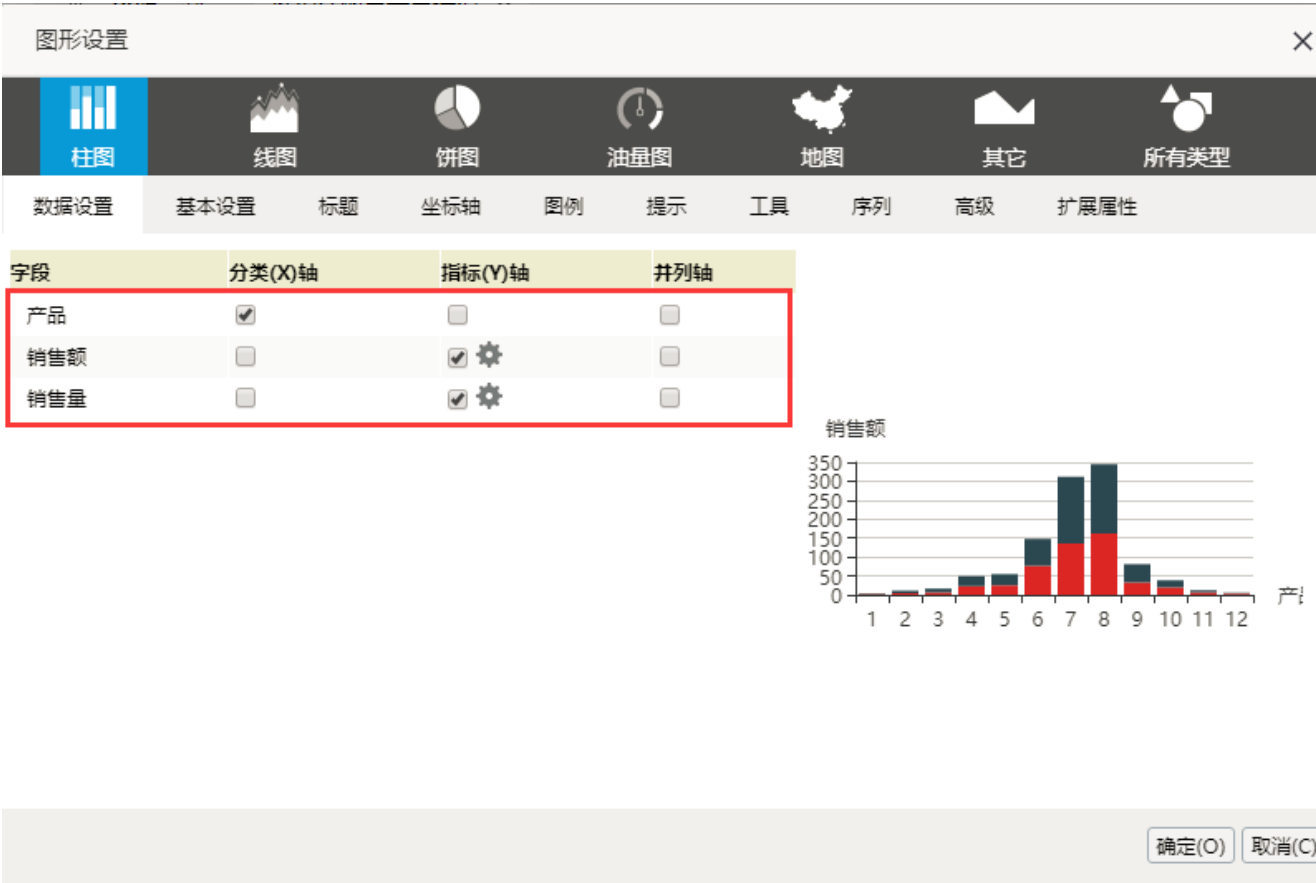 图形设置
柱图 线图 饼图 油量图 地图 其它 所有类型
数据设置 基本设置 标题 坐标轴 图例 提示 工具 序列 高级 扩展属性
字段 分类(X)轴 指标(Y)轴 并列轴
产品
销售额
销售量
销售额
350
300
250
200
150
100
50
0
产
1 2 3 4 5 6 7 8 9 10 11 12
确定(O) 取消(C)